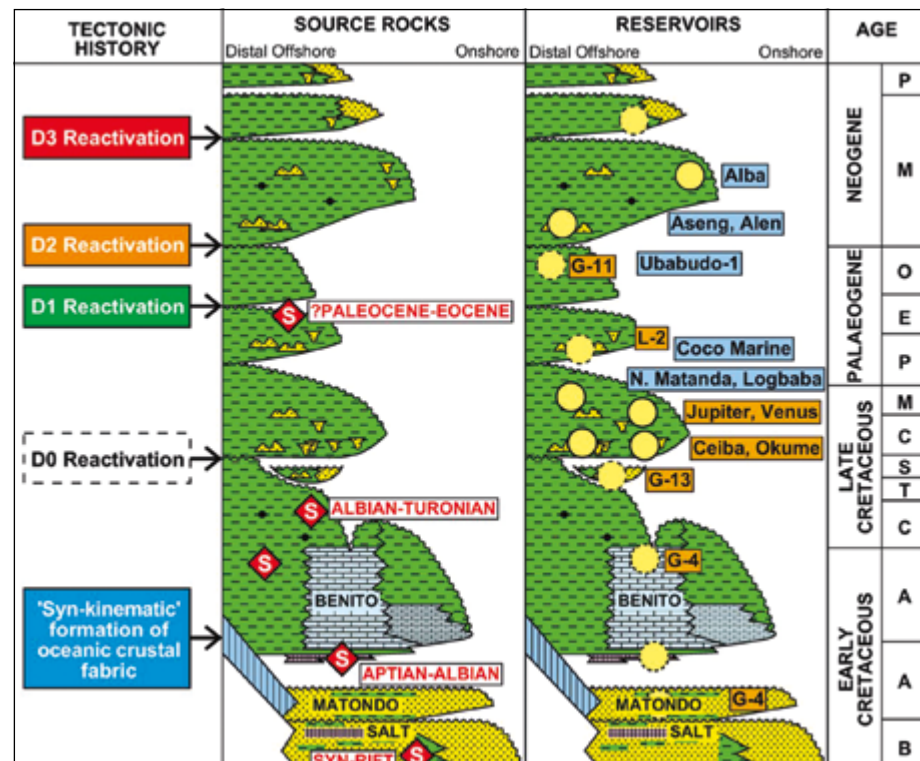 TECTONIC
HISTORY
SOURCE ROCKS
Distal Offshore Onshore
RESERVOIRS
Distal Offshore Onshore
AGE
D3 Reactivation
D2 Reactivation
D1 Reactivation
D0 Reactivation
'Syn-kinematic'
formation of
oceanic crustal
fabric
S ?PALEOCENE-EOCENE
S ALBIAN-TURONIAN
S
BENITO
S
APTIAN-ALBIAN
MATONDO
SALT
SYN-RIFT S
Alba
Aseng, Alen
G-11 Ubabudo-1
L-2
Coco Marine
N. Matanda, Logbaba
Jupiter, Venus
Ceiba, Okume
G-13
G-4
BENITO
MATONDO G-4
SALT
NEOGENE
PALAEOGENE
LATE
CRETACEOUS
EARLY
CRETACEOUS
P
M
O
E
P
M
C
S
T
C
A
A
B